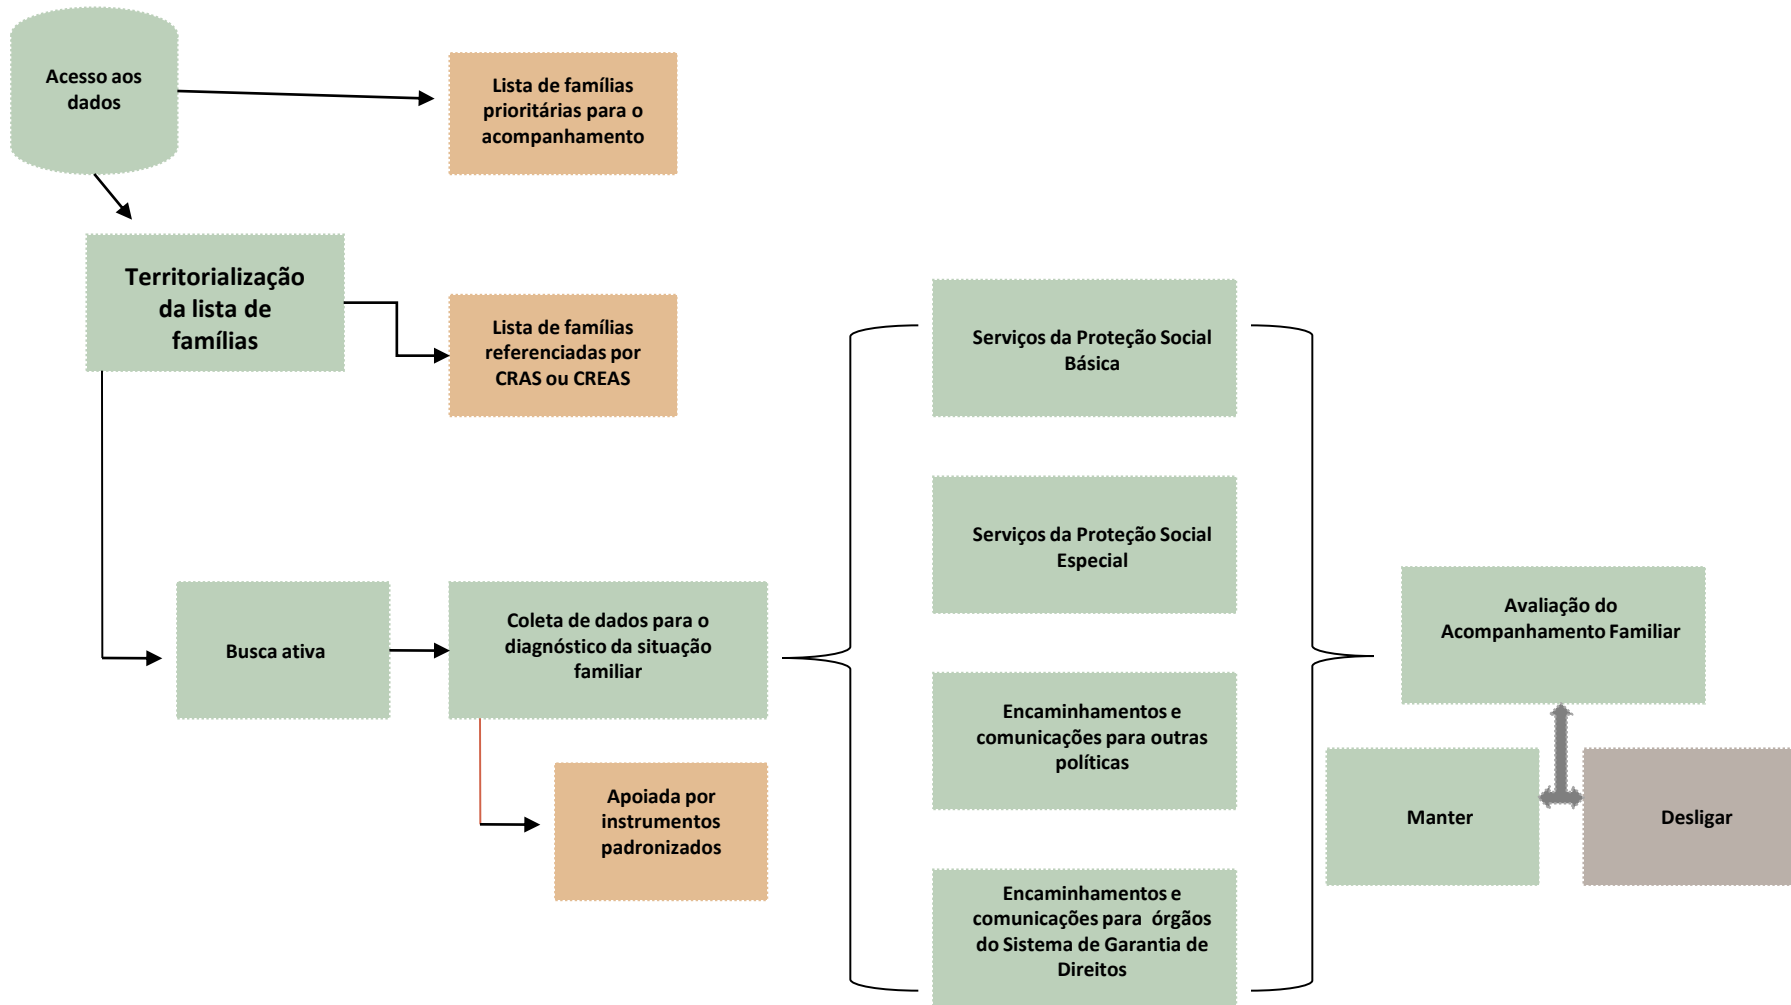 Acesso aos
dados
Lista de famílias
prioritárias para o
acompanhamento
Territorialização
da lista de
famílias
Lista de famílias
referenciadas por
CRAS ou CREAS
Busca ativa
Coleta de dados para o
diagnóstico da situação
familiar
Apoiada por
instrumentos
padronizados
Serviços da Proteção Social
Básica
Serviços da Proteção Social
Especial
Encaminhamentos e
comunicações para outras
políticas
Encaminhamentos e
comunicações para órgãos
do Sistema de Garantia de
Direitos
Avaliação do
Acompanhamento Familiar
Manter
Desligar